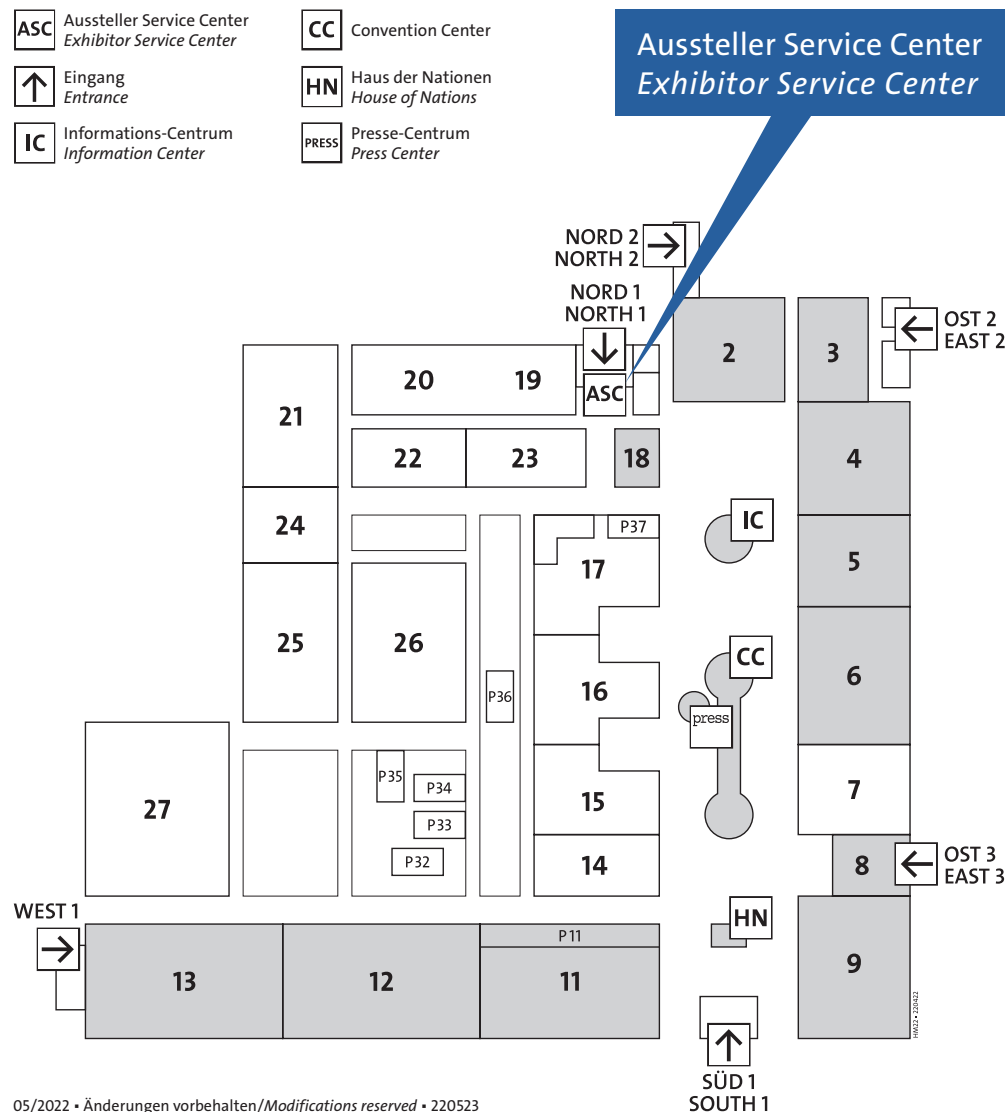 ASC
Aussteller Service Center
Exhibitor Service Center
Eingang
Entrance
IC
Informations-Centrum
Information Center
CC
Convention Center
HN
Haus der Nationen
House of Nations
PRESS
Presse-Centrum
Press Center
Aussteller Service Center
Exhibitor Service Center
NORD 2
NORTH 2
NORD 1
NORTH 1
OST 2
EAST 2
2
3
20
19
ASC
21
4
22
23
18
24
IC
P37
17
5
25
26
CC
6
16
P36
press
P35
P34
15
7
27
P33
P32
14
8
OST 3
EAST 3
WEST 1
HN
P11
13
12
11
9
HM22 • 220422
SÜD 1
SOUTH 1
05/2022 ▪ Änderungen vorbehalten/Modifications reserved ▪ 220523